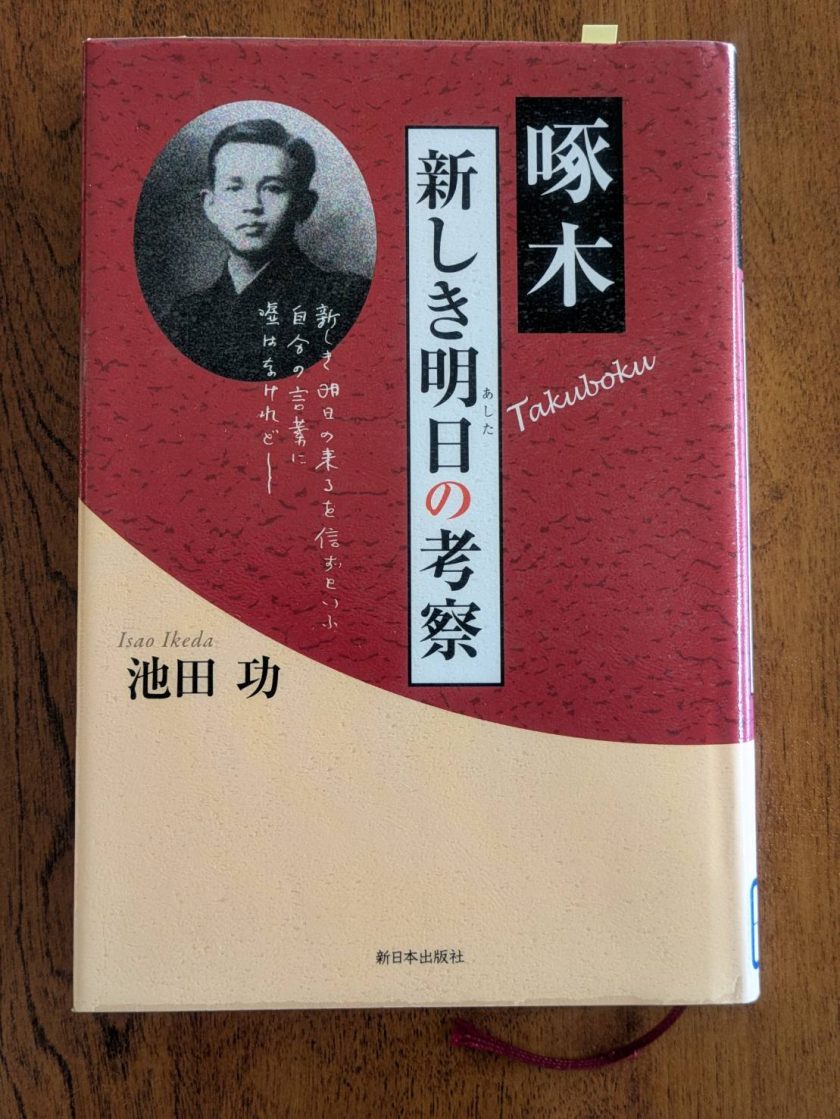 啄木
Takuboku
新しき明日の考察
あした
新しき明日の来るを信ずといふ
自分の言葉に
嘘はなけれど――
Isao Ikeda
池田 功
新日本出版社